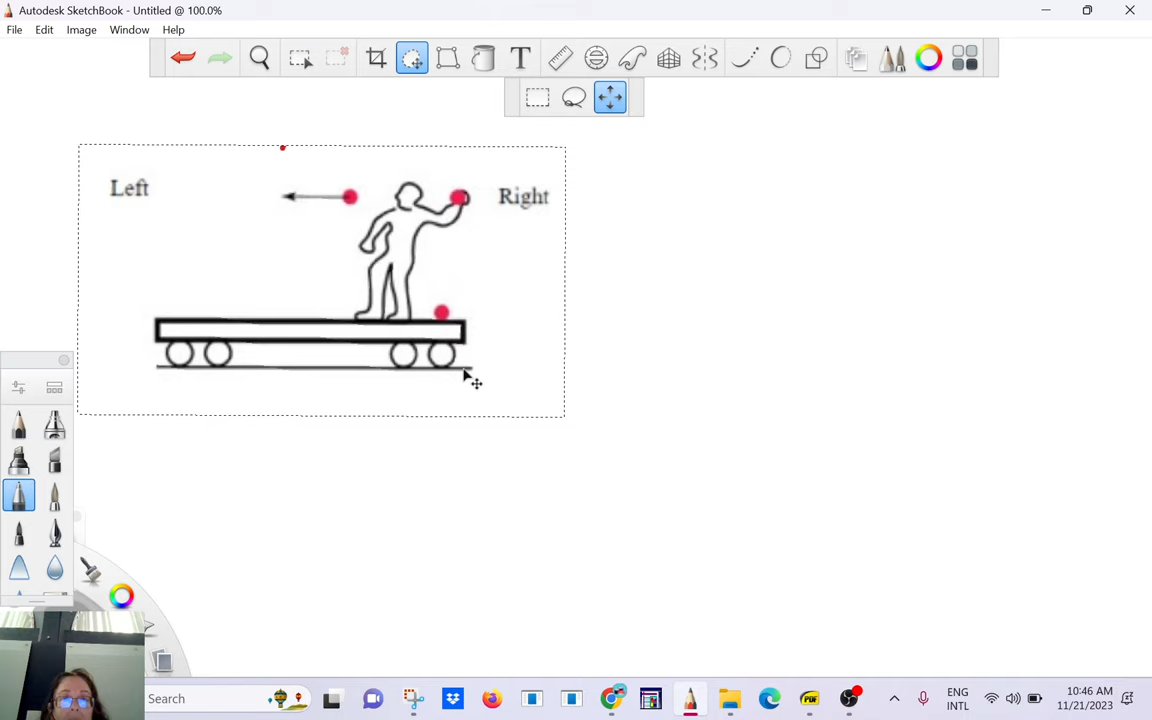 Autodesk SketchBook - Untitled @ 100.0%
File Edit Image Window Help
T
Left
Right
Search
PDF
ENG
INTL
10:46 AM
11/21/2023